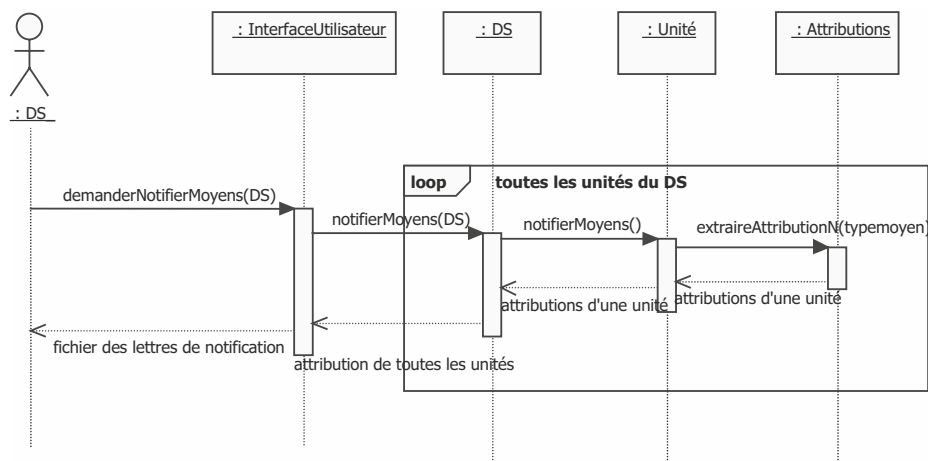 : InterfaceUtilisateur
: DS
: Unité
: Attributions
: DS
loop
toutes les unités du DS
demanderNotifierMoyens(DS)
notifierMoyens(DS)
notifierMoyens()
extraireAttributionN(typemoyen)
attributions d'une unité
attributions d'une unité
fichier des lettres de notification
attribution de toutes les unités